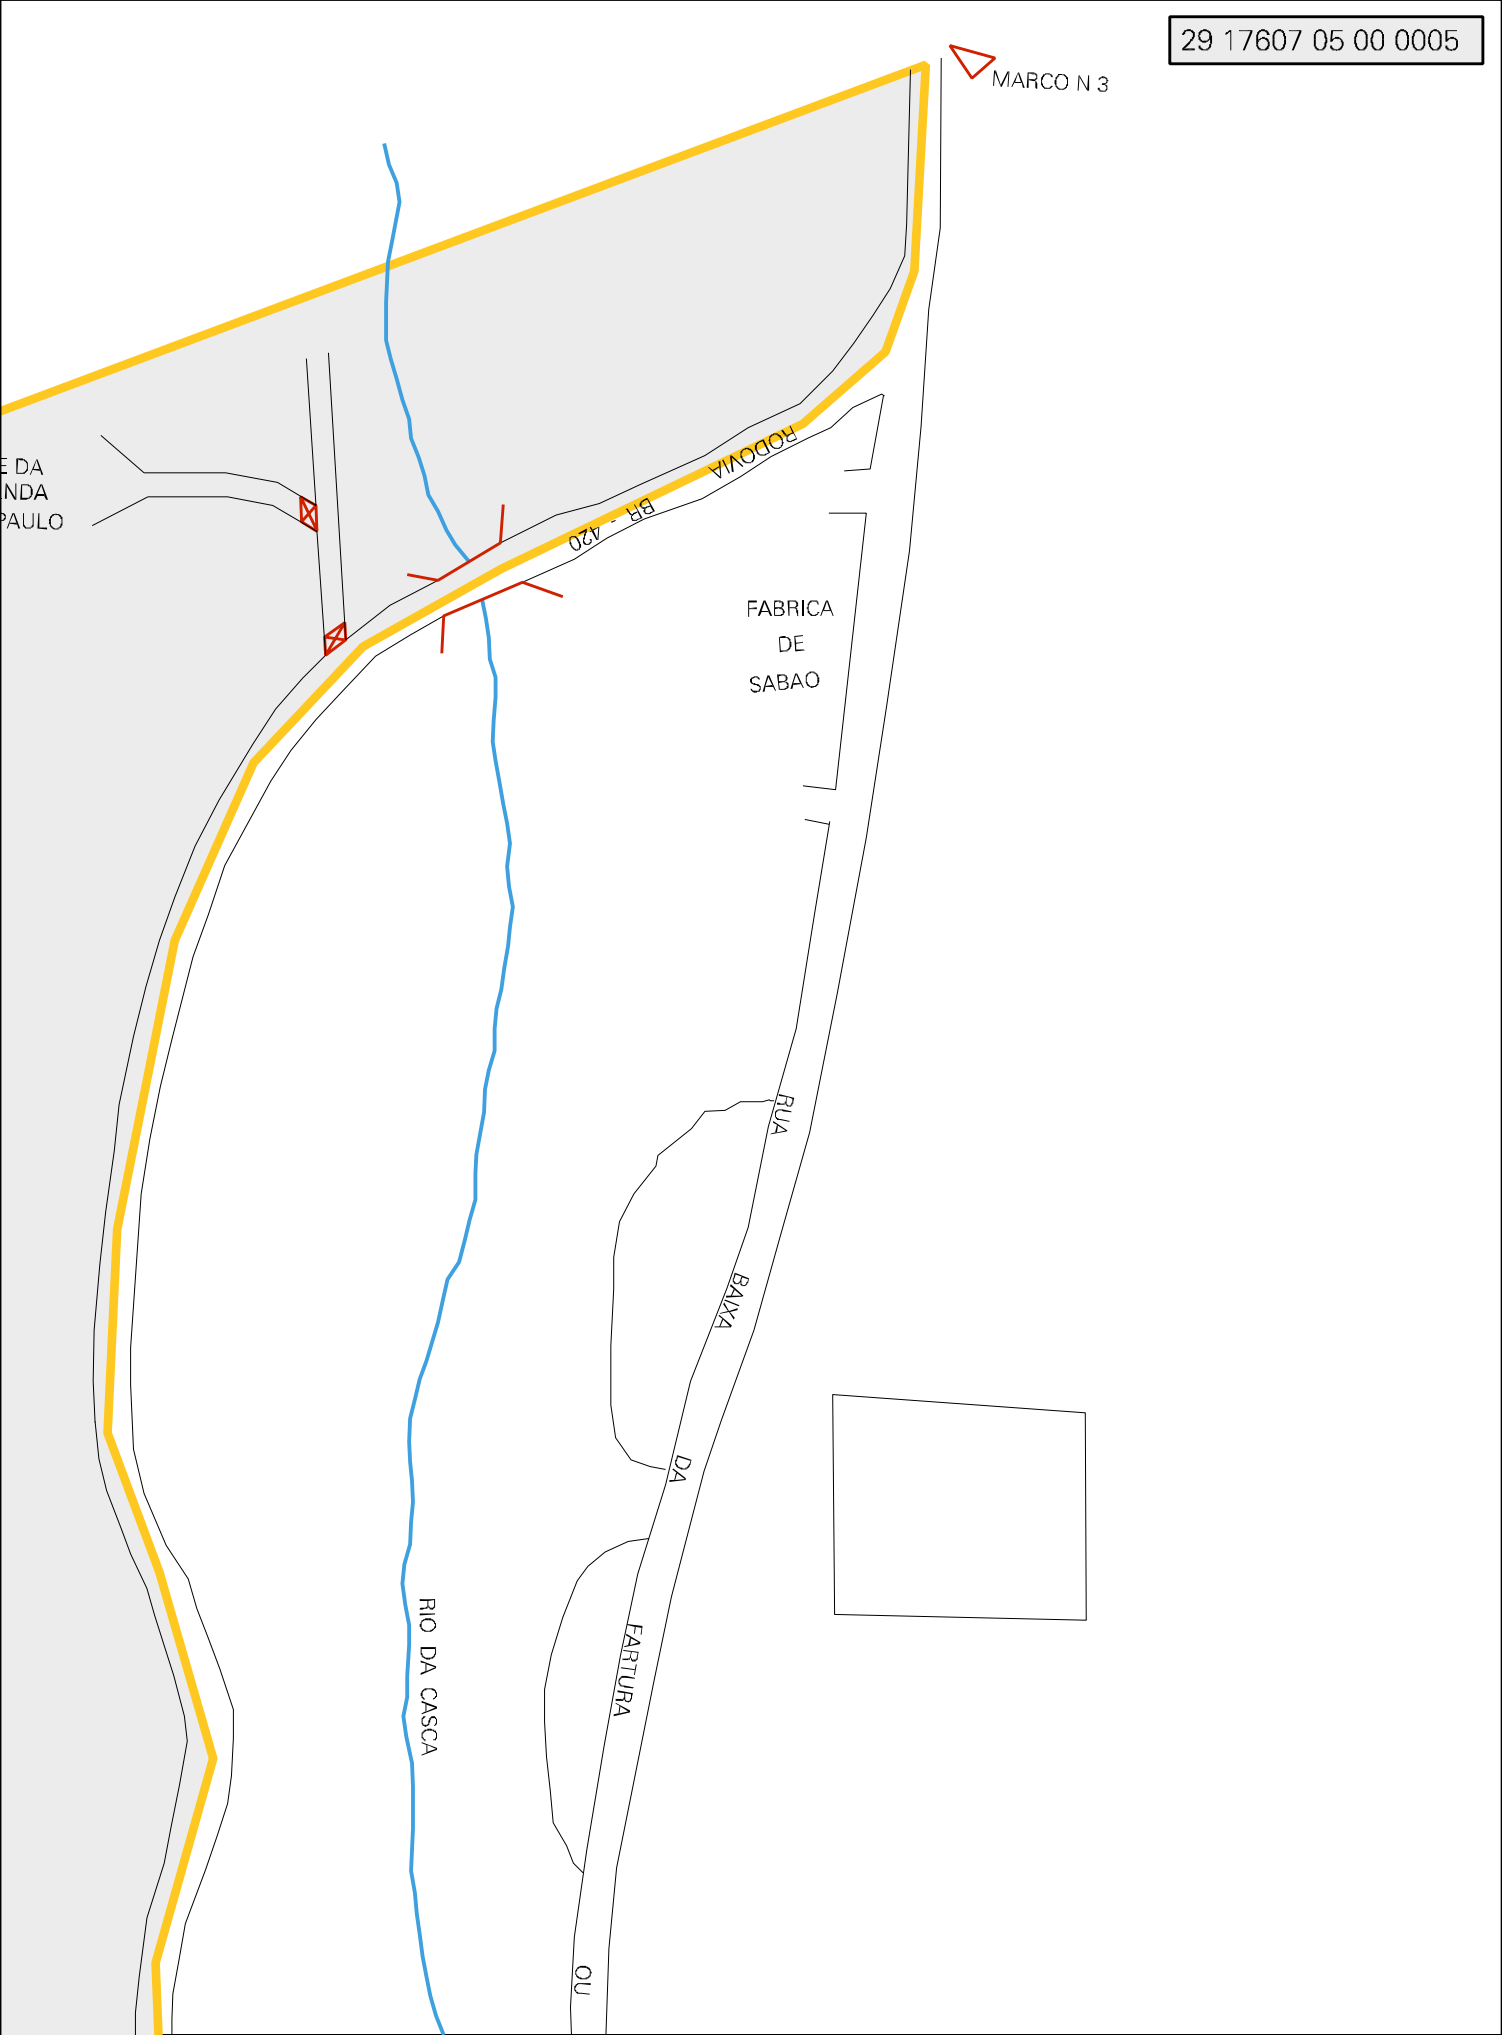 29 17607 05 00 0005
MARCO N 3
RODOVIA
BR - 420
E DA
NDA
PAULO
FABRICA
DE
SABAO
RUA
BAIXA
DA
FARTURA
OU
RIO DA CASCA